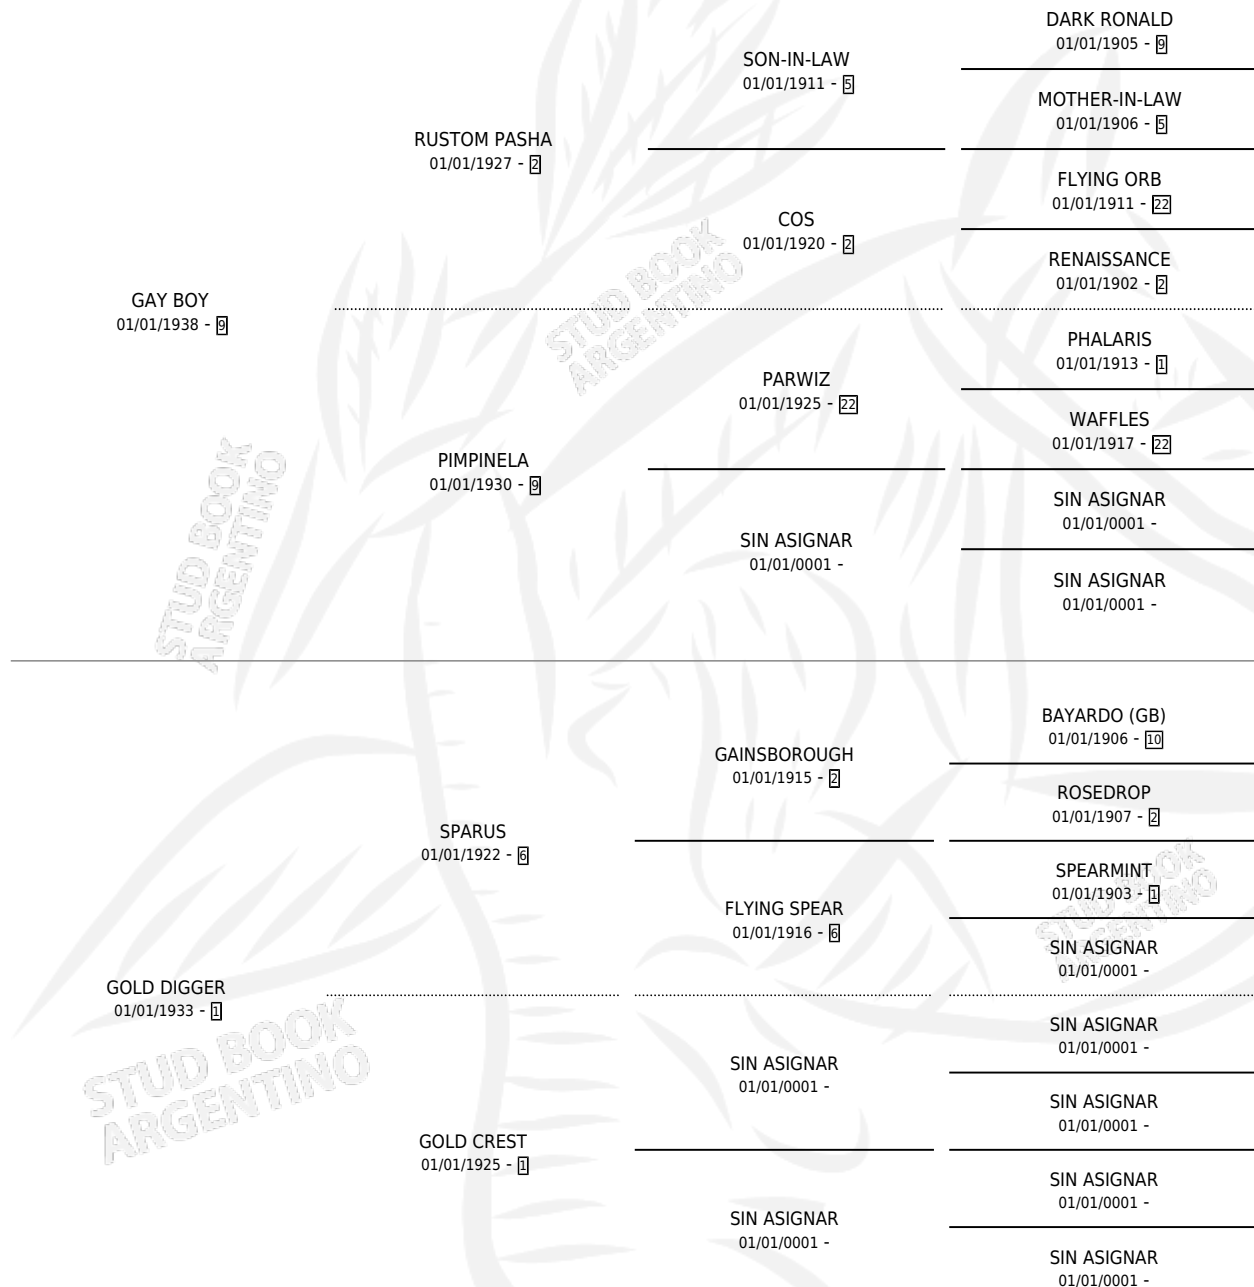 DARK RONALD
01/01/1905 - 9
SON-IN-LAW
01/01/1911 - 5
MOTHER-IN-LAW
01/01/1906 - 5
RUSTOM PASHA
01/01/1927 - 2
FLYING ORB
01/01/1911 - 22
COS
01/01/1920 - 2
RENAISSANCE
01/01/1902 - 2
GAY BOY
01/01/1938 - 9
PHALARIS
01/01/1913 - 1
PARWIZ
01/01/1925 - 22
WAFFLES
01/01/1917 - 22
PIMPINELA
01/01/1930 - 9
SIN ASIGNAR
01/01/0001 -
SIN ASIGNAR
01/01/0001 -
SIN ASIGNAR
01/01/0001 -
BAYARDO (GB)
01/01/1906 - 10
GAINSBOROUGH
01/01/1915 - 2
ROSEDROP
01/01/1907 - 2
SPARUS
01/01/1922 - 6
SPEARMINT
01/01/1903 - 1
FLYING SPEAR
01/01/1916 - 6
SIN ASIGNAR
01/01/0001 -
GOLD DIGGER
01/01/1933 - 1
SIN ASIGNAR
01/01/0001 -
SIN ASIGNAR
01/01/0001 -
SIN ASIGNAR
01/01/0001 -
GOLD CREST
01/01/1925 - 1
SIN ASIGNAR
01/01/0001 -
SIN ASIGNAR
01/01/0001 -
SIN ASIGNAR
01/01/0001 -
STUD BOOK
ARGENTINO
STUD BOOK
ARGENTINO
STUD BOOK
ARGENTINO
STUD BOOK
ARGENTINO